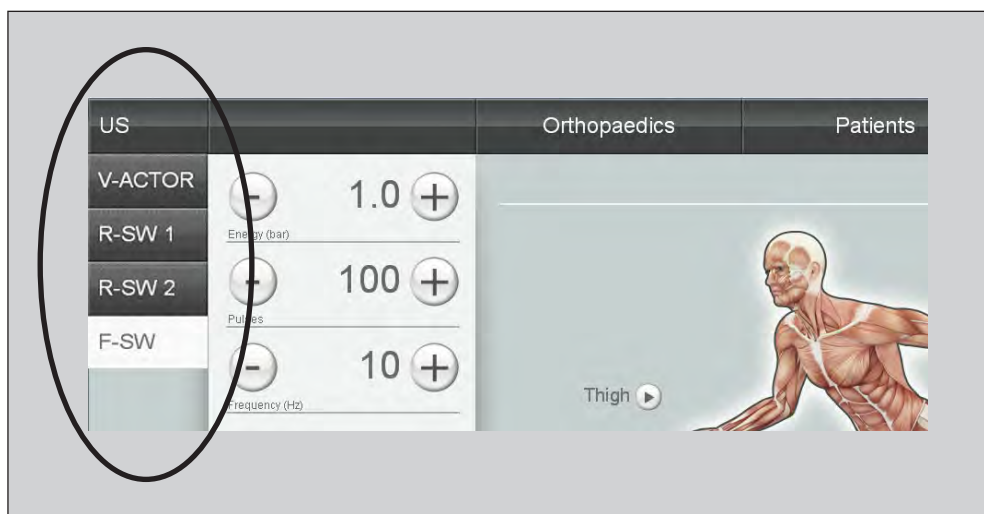 US Orthopaedics Patients
V-ACTOR
R-SW 1
R-SW 2
F-SW
- 1.0 +
Energy (bar)
- 100 +
Pulses
- 10 +
Frequency (Hz)
Thigh